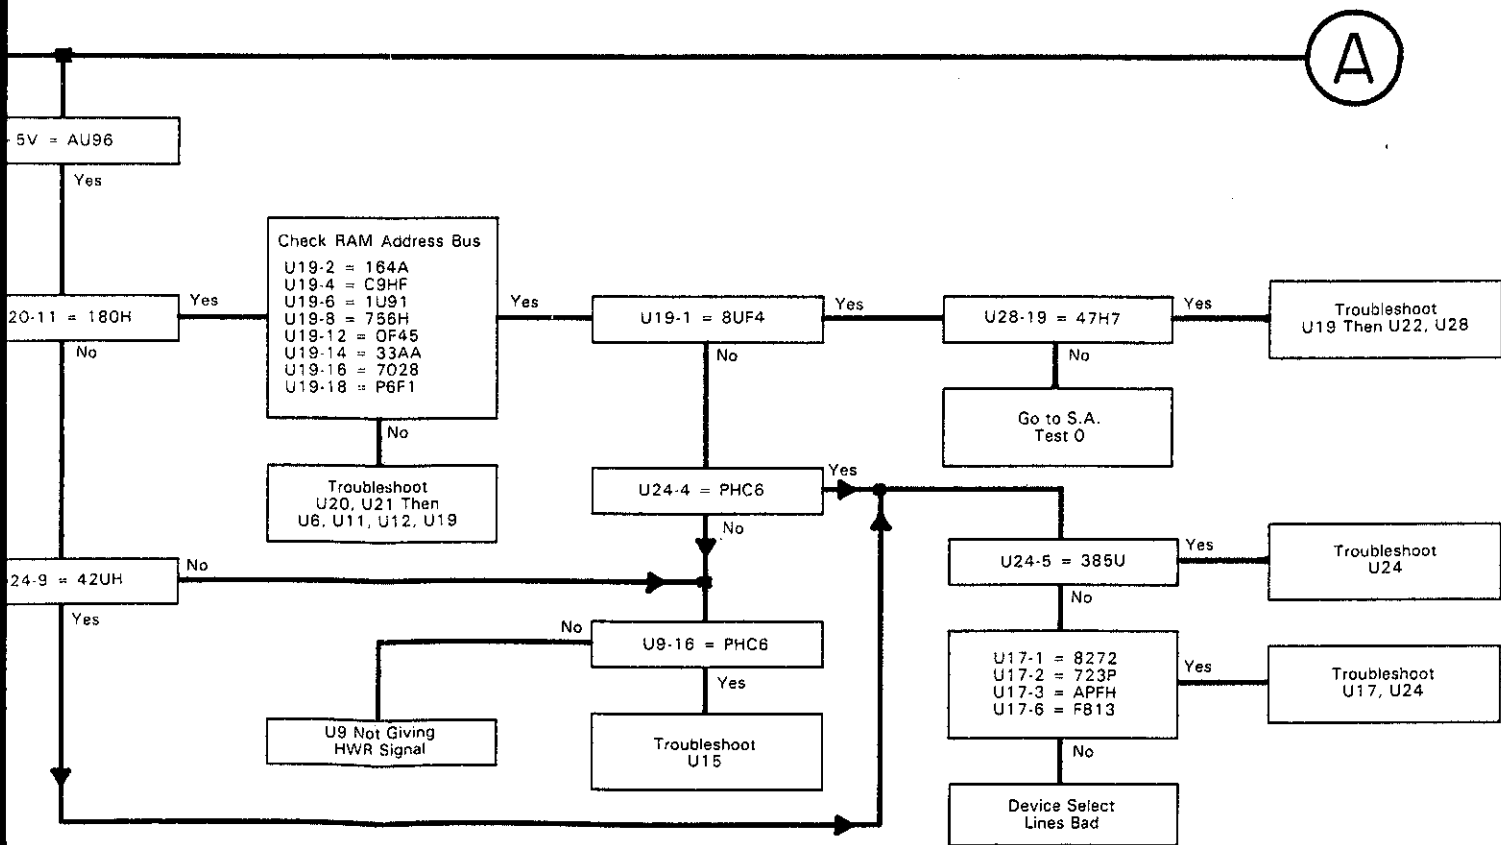 A
5V = AU96
Yes
20-11 = 180H
Yes
No
Check RAM Address Bus
U19-2 = 164A
U19-4 = C9HF
U19-6 = 1U91
U19-8 = 756H
U19-12 = 0F45
U19-14 = 33AA
U19-16 = 7028
U19-18 = P6F1
Yes
No
Troubleshoot
U20, U21 Then
U6, U11, U12, U19
U19-1 = 8UF4
Yes
No
U28-19 = 47H7
Yes
No
Troubleshoot
U19 Then U22, U28
Go to S.A.
Test 0
U24-4 = PHC6
Yes
No
24-9 = 42UH
No
Yes
U9-16 = PHC6
No
Yes
U9 Not Giving
HWR Signal
Troubleshoot
U15
U24-5 = 385U
Yes
No
Troubleshoot
U24
U17-1 = 8272
U17-2 = 723P
U17-3 = APFH
U17-6 = F813
Yes
No
Troubleshoot
U17, U24
Device Select
Lines Bad